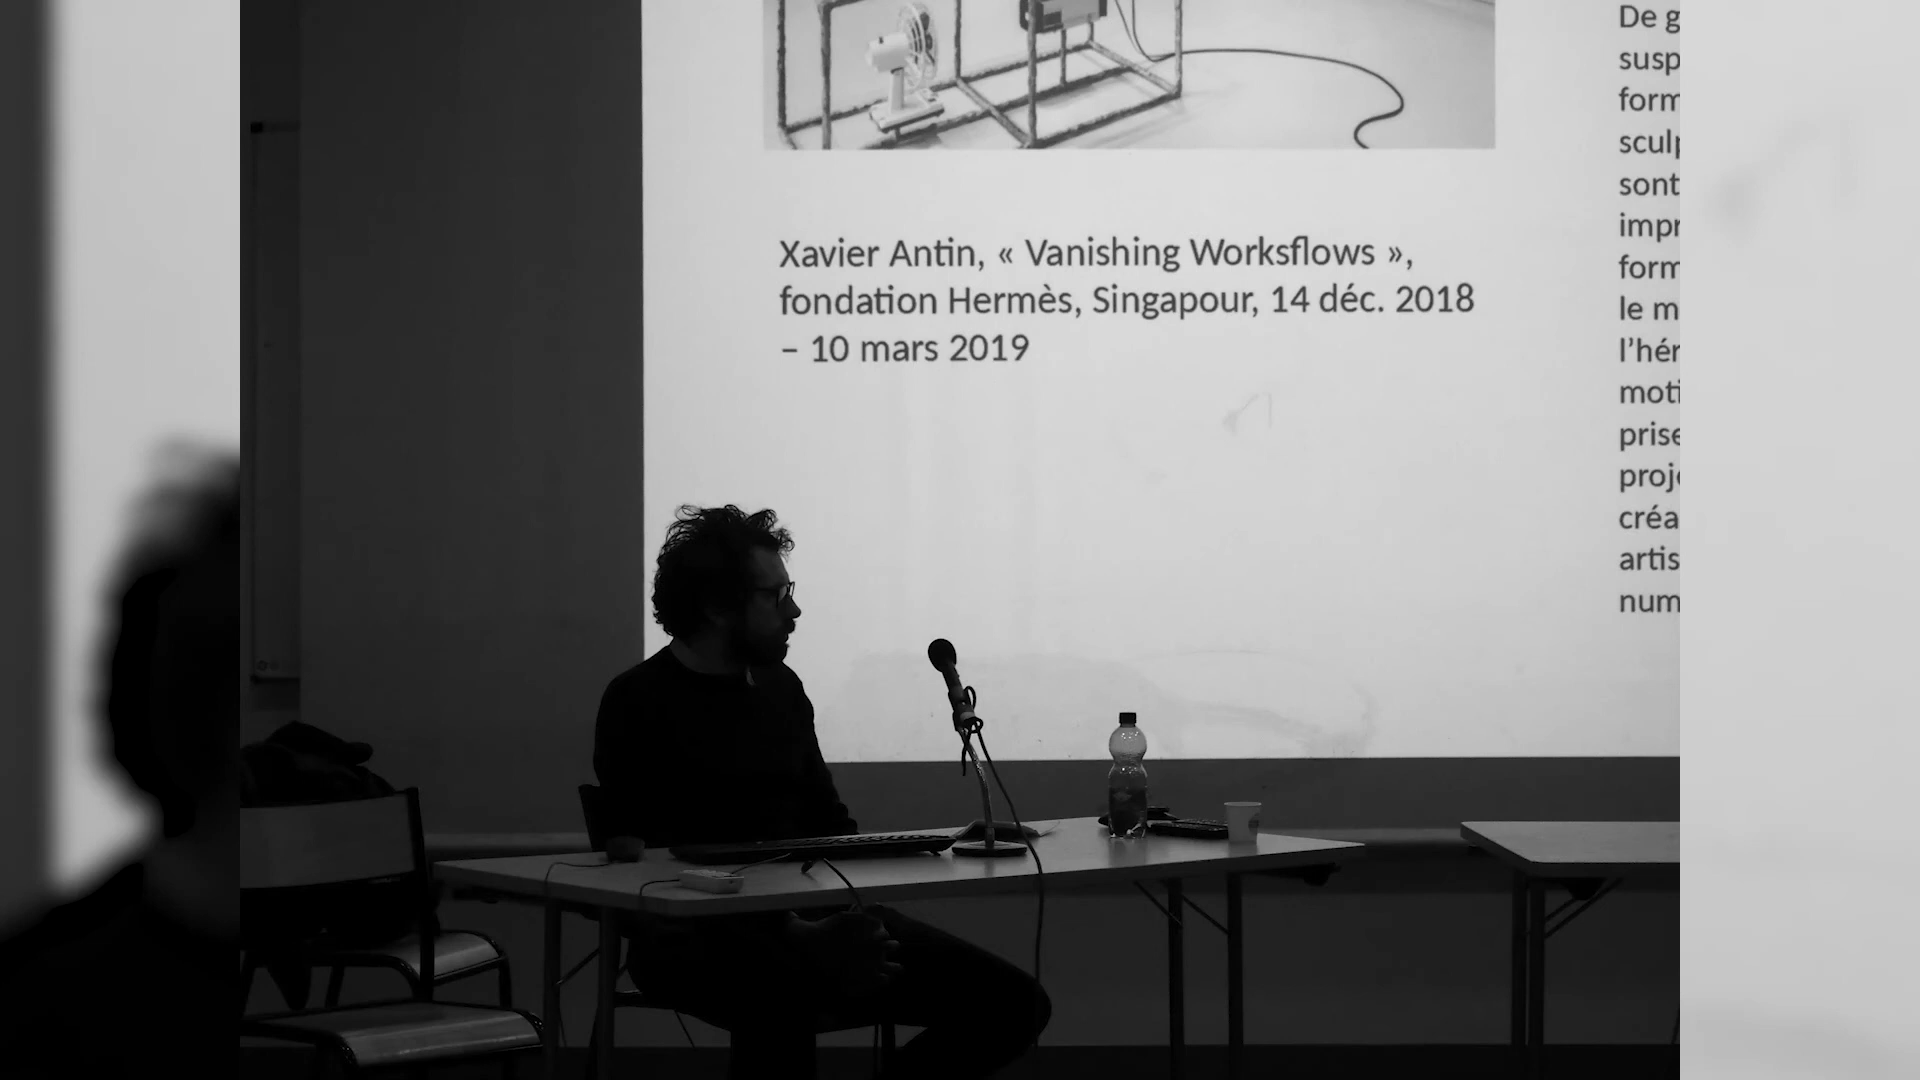 Xavier Antin, « Vanishing Worksflows »,
fondation Hermès, Singapour, 14 déc. 2018
– 10 mars 2019
De g
susp
form
sculp
sont
impr
form
le m
l’hér
moti
prise
proj
créa
artis
num